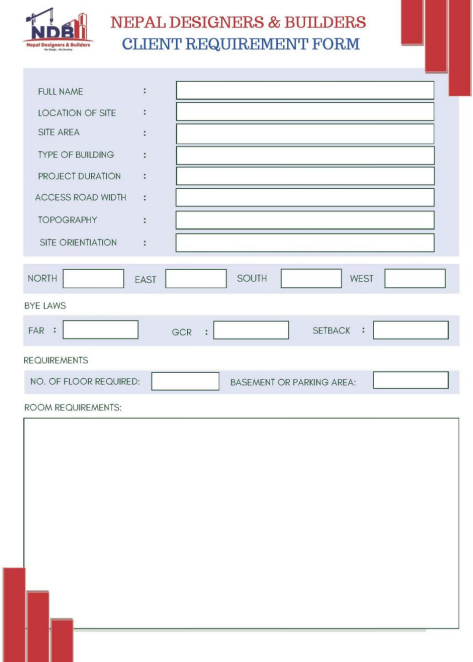 NDB
Nepal Designers & Builders
NEPAL DESIGNERS & BUILDERS
CLIENT REQUIREMENT FORM
FULL NAME :
LOCATION OF SITE :
SITE AREA :
TYPE OF BUILDING :
PROJECT DURATION :
ACCESS ROAD WIDTH :
TOPOGRAPHY :
SITE ORIENTIATION :
NORTH EAST SOUTH WEST
BYE LAWS
FAR : GCR : SETBACK :
REQUIREMENTS
NO. OF FLOOR REQUIRED: BASEMENT OR PARKING AREA:
ROOM REQUIREMENTS: